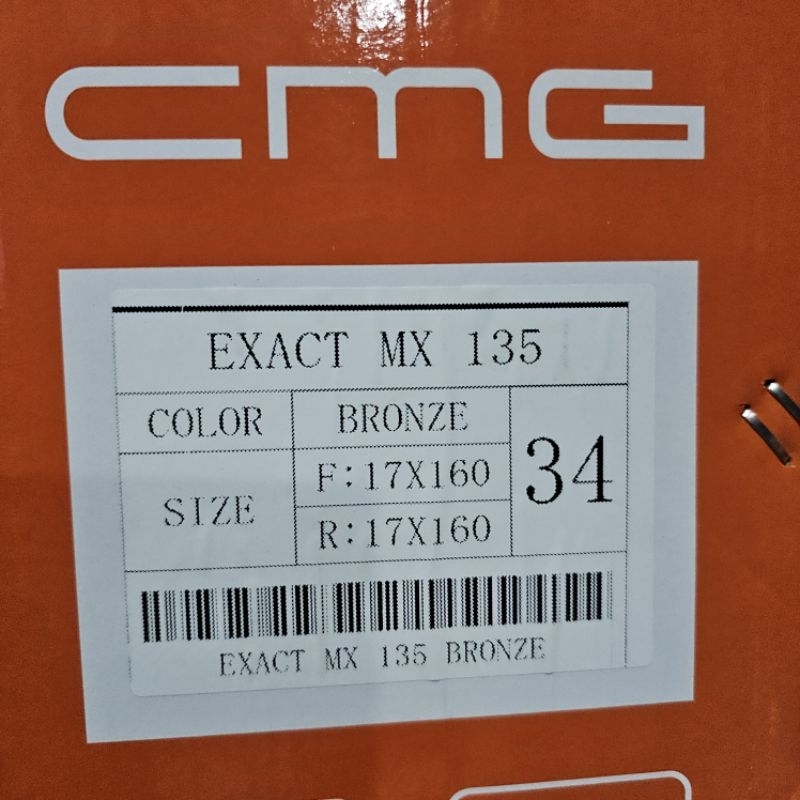 CMG
EXACT MX 135
COLOR
BRONZE
34
SIZE
F:17X160
R:17X160
EXACT MX 135 BRONZE